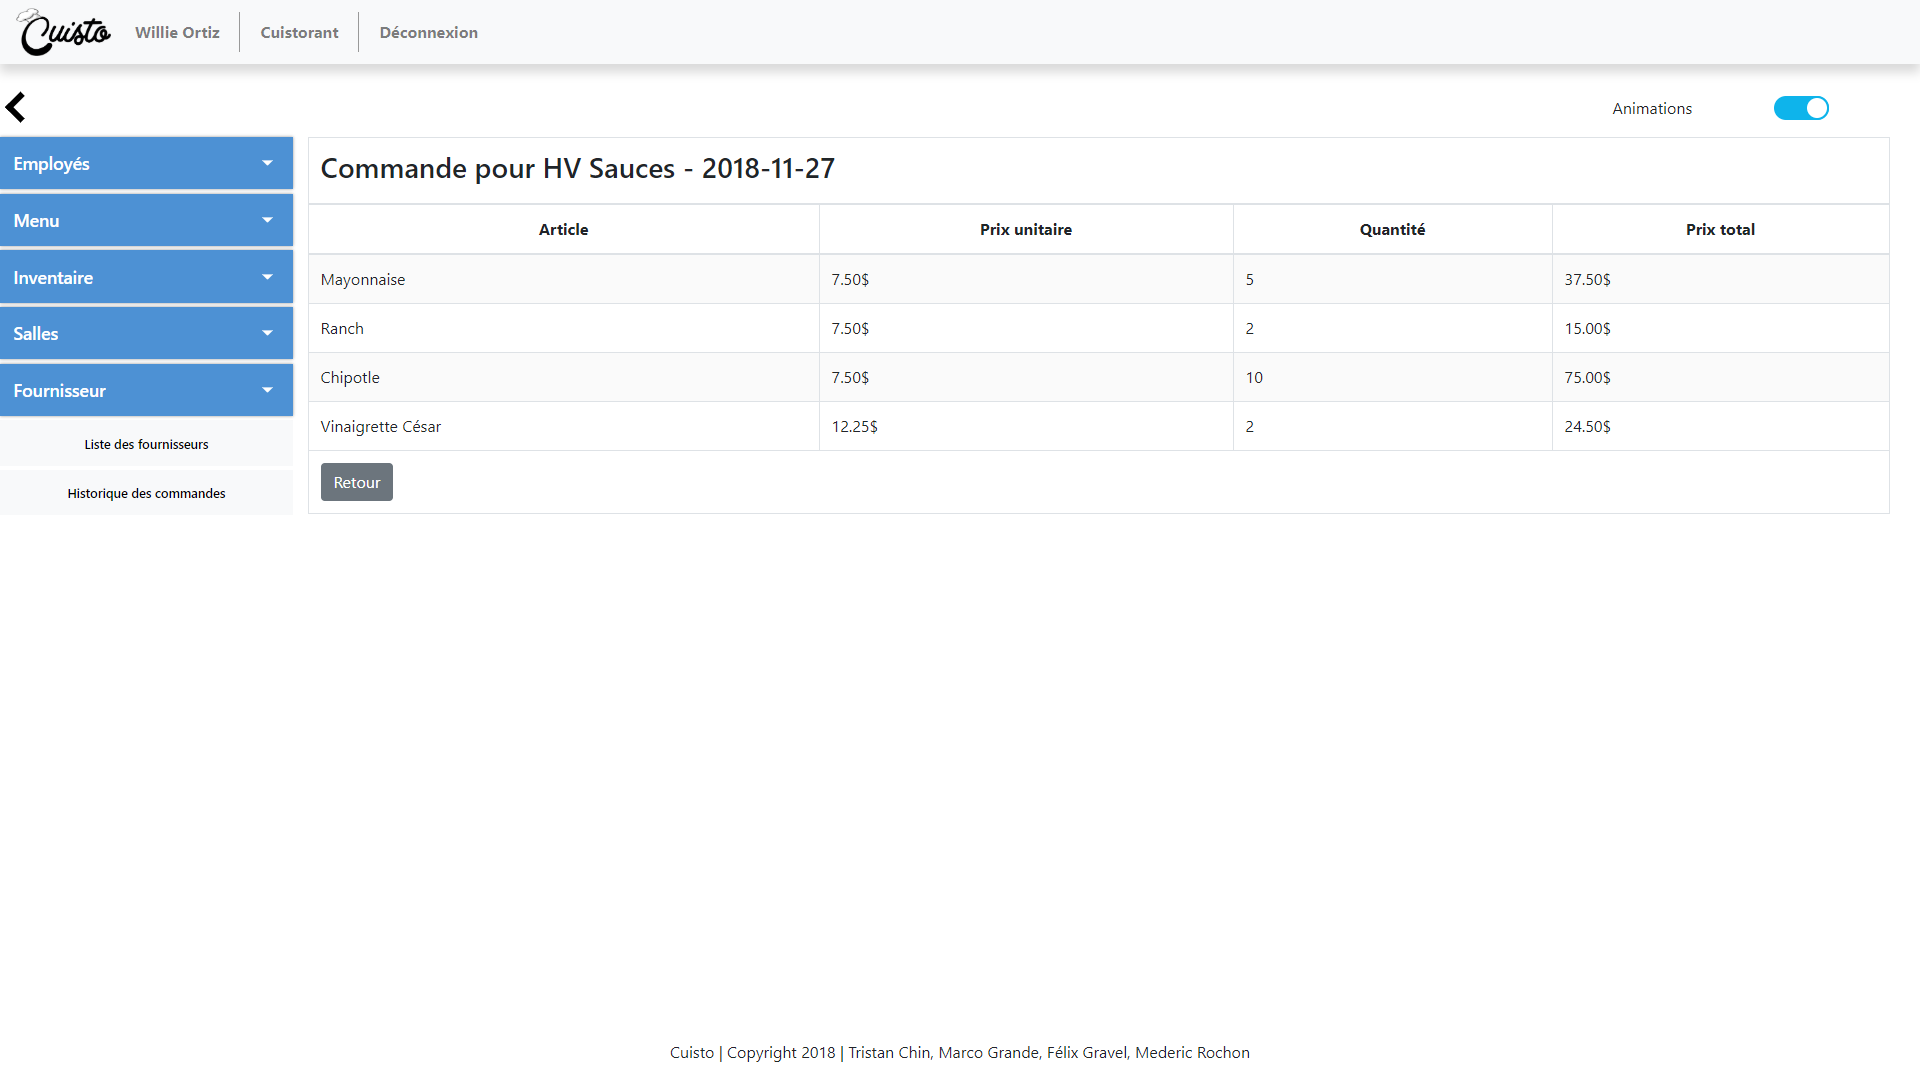 Cuisto Willie Ortiz Cuistorant Déconnexion
Animations
Employés
Menu
Inventaire
Salles
Fournisseur
Liste des fournisseurs
Historique des commandes
Commande pour HV Sauces - 2018-11-27
Article Prix unitaire Quantité Prix total
Mayonnaise 7.50$ 5 37.50$
Ranch 7.50$ 2 15.00$
Chipotle 7.50$ 10 75.00$
Vinaigrette César 12.25$ 2 24.50$
Retour
Cuisto | Copyright 2018 | Tristan Chin, Marco Grande, Félix Gravel, Mederic Rochon